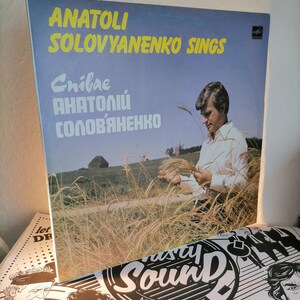 ANATOLI
SOLOVYANENKO SINGS
Співає
АНАТОЛІЙ
СОЛОВ'ЯНЕНКО
SOUND